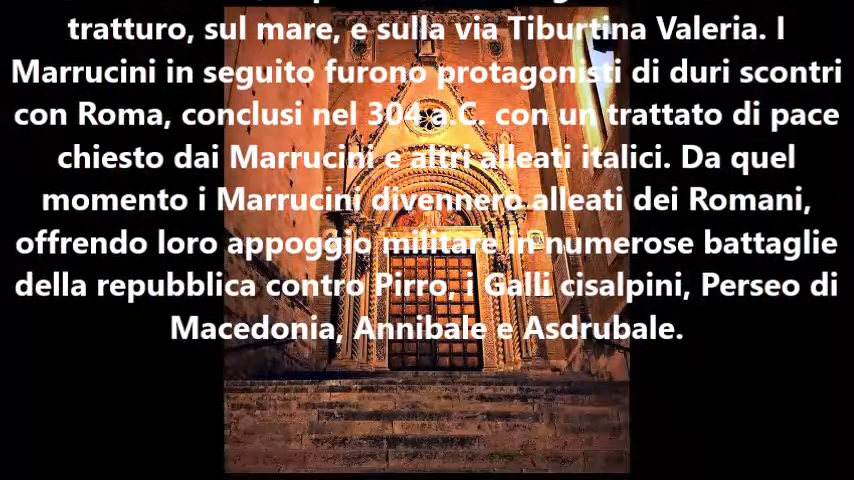 tratturo, sul mare, e sulla via Tiburtina Valeria. I
Marrucini in seguito furono protagonisti di duri scontri
con Roma, conclusi nel 304 a.C. con un trattato di pace
chiesto dai Marrucini e altri alleati italici. Da quel
momento i Marrucini divennero alleati dei Romani,
offrendo loro appoggio militare in numerose battaglie
della repubblica contro Pirro, i Galli cisalpini, Perseo di
Macedonia, Annibale e Asdrubale.